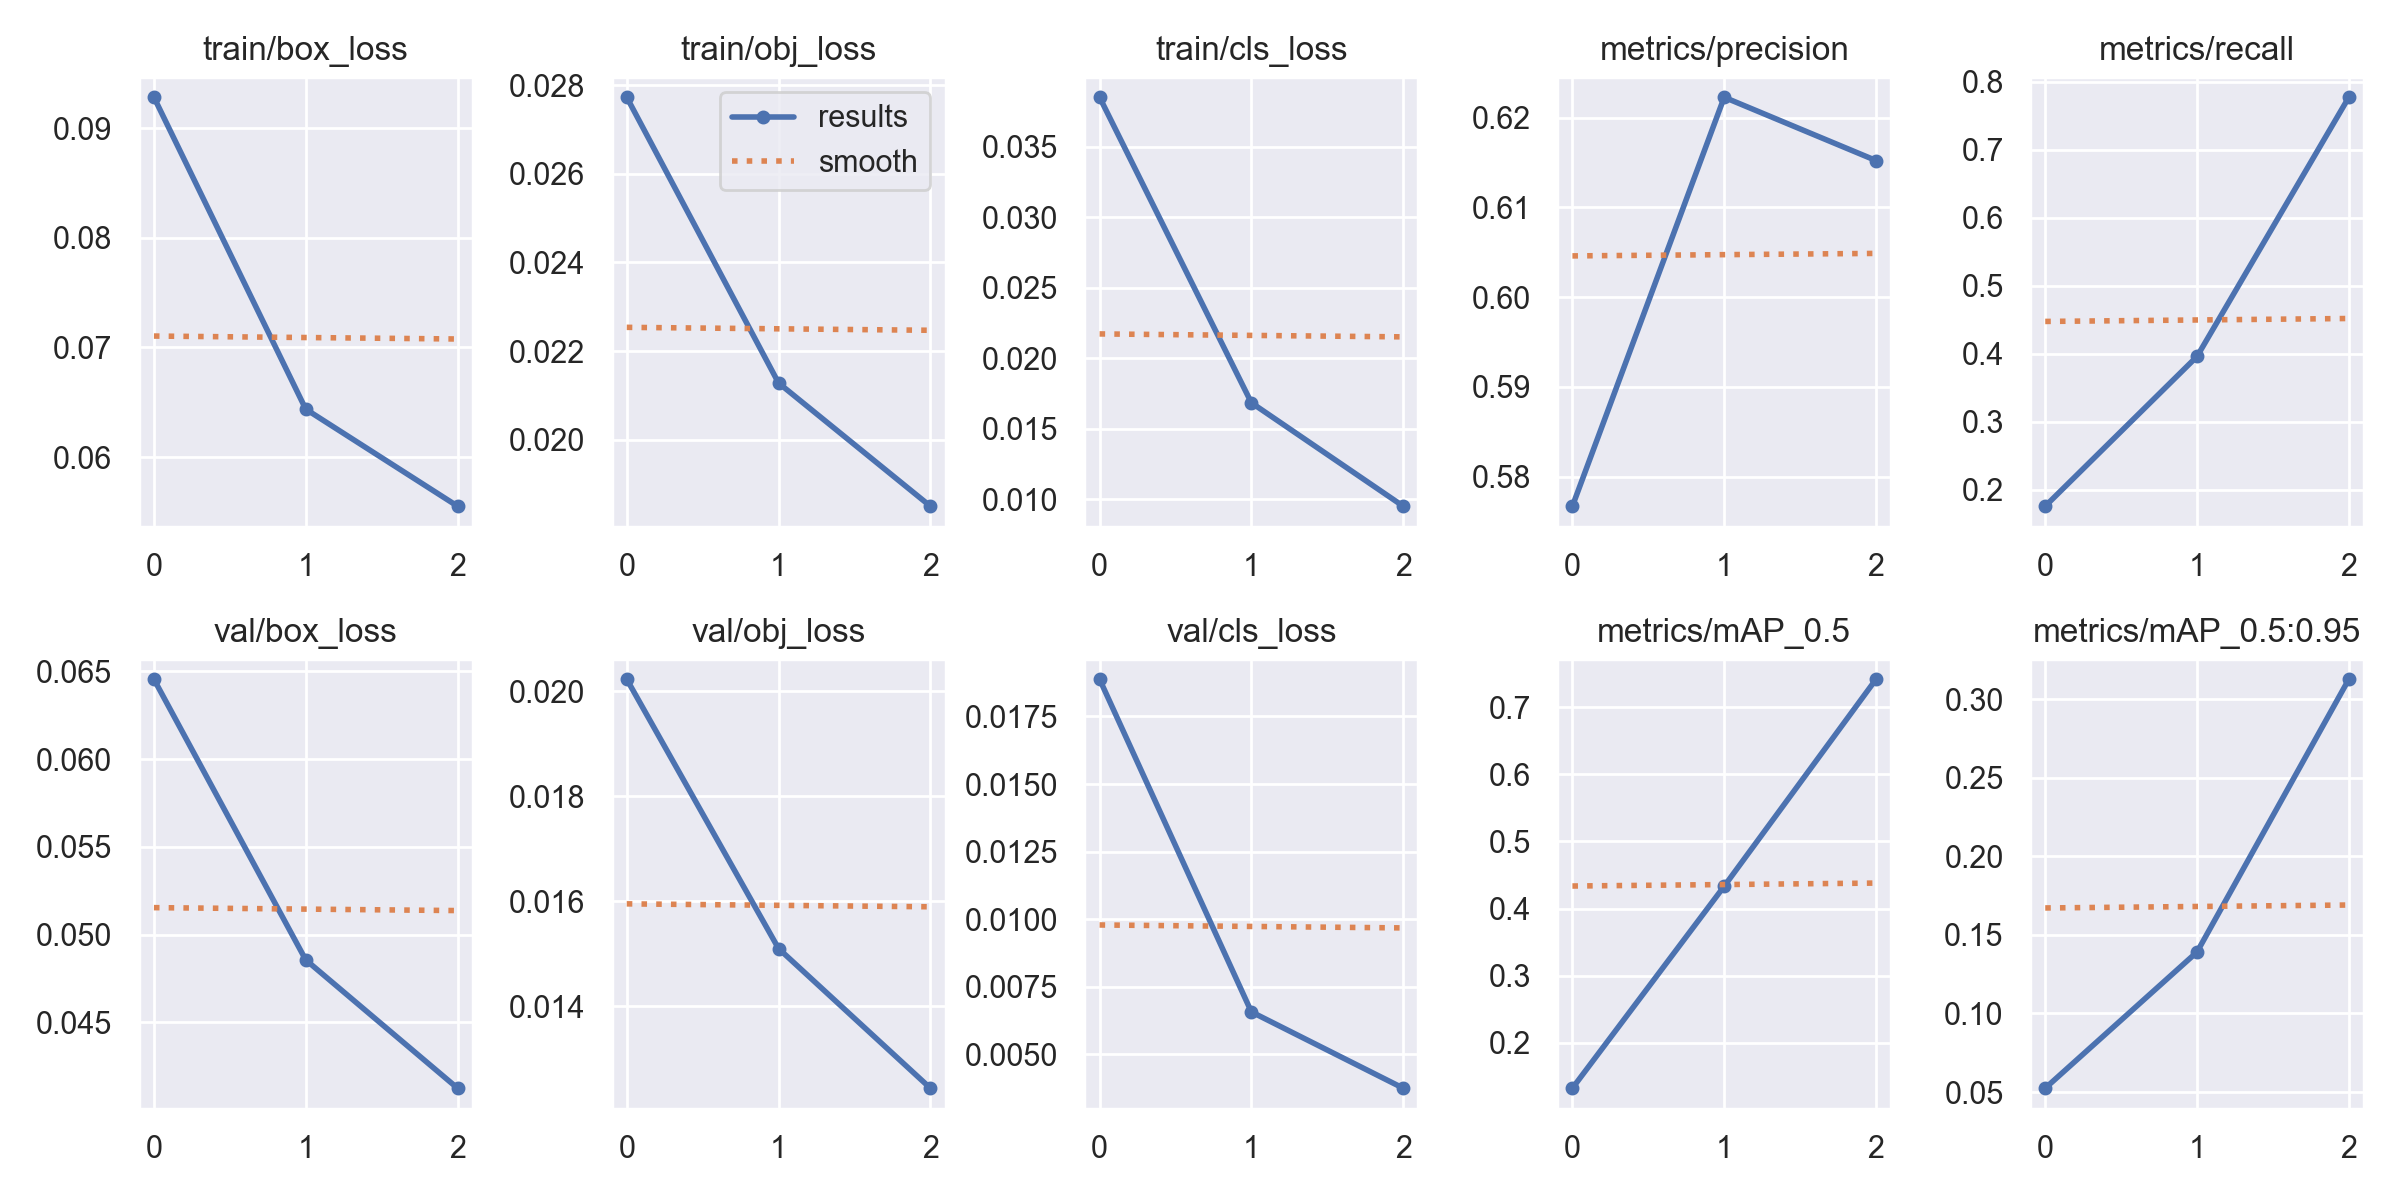 train/box_loss
0.09
0.08
0.07
0.06
0 1 2
train/obj_loss
0.028
0.026
0.024
0.022
0.020
results
smooth
0 1 2
train/cls_loss
0.035
0.030
0.025
0.020
0.015
0.010
0 1 2
metrics/precision
0.62
0.61
0.60
0.59
0.58
0 1 2
metrics/recall
0.8
0.7
0.6
0.5
0.4
0.3
0.2
0 1 2
val/box_loss
0.065
0.060
0.055
0.050
0.045
0 1 2
val/obj_loss
0.020
0.018
0.016
0.014
0 1 2
val/cls_loss
0.0175
0.0150
0.0125
0.0100
0.0075
0.0050
0 1 2
metrics/mAP_0.5
0.7
0.6
0.5
0.4
0.3
0.2
0 1 2
metrics/mAP_0.5:0.95
0.30
0.25
0.20
0.15
0.10
0.05
0 1 2